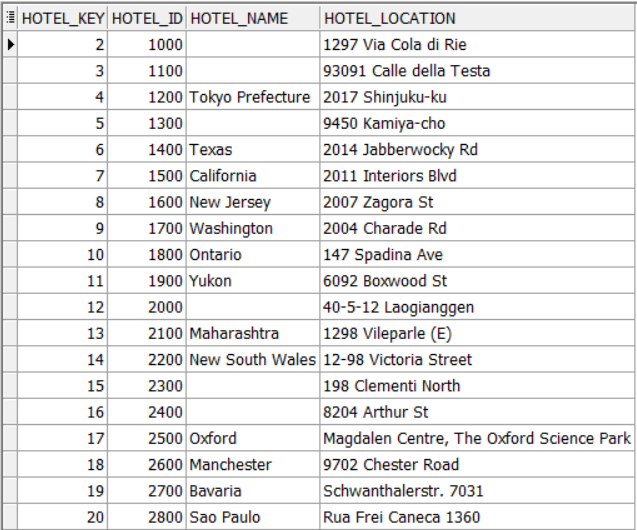 HOTEL_KEY HOTEL_ID HOTEL_NAME HOTEL_LOCATION
2 1000 1297 Via Cola di Rie
3 1100 93091 Calle della Testa
4 1200 Tokyo Prefecture 2017 Shinjuku-ku
5 1300 9450 Kamiya-cho
6 1400 Texas 2014 Jabberwocky Rd
7 1500 California 2011 Interiors Blvd
8 1600 New Jersey 2007 Zagora St
9 1700 Washington 2004 Charade Rd
10 1800 Ontario 147 Spadina Ave
11 1900 Yukon 6092 Boxwood St
12 2000 40-5-12 Laogianggen
13 2100 Maharashtra 1298 Vileparle (E)
14 2200 New South Wales 12-98 Victoria Street
15 2300 198 Clementi North
16 2400 8204 Arthur St
17 2500 Oxford Magdalen Centre, The Oxford Science Park
18 2600 Manchester 9702 Chester Road
19 2700 Bavaria Schwanthalerstr. 7031
20 2800 Sao Paulo Rua Frei Caneca 1360